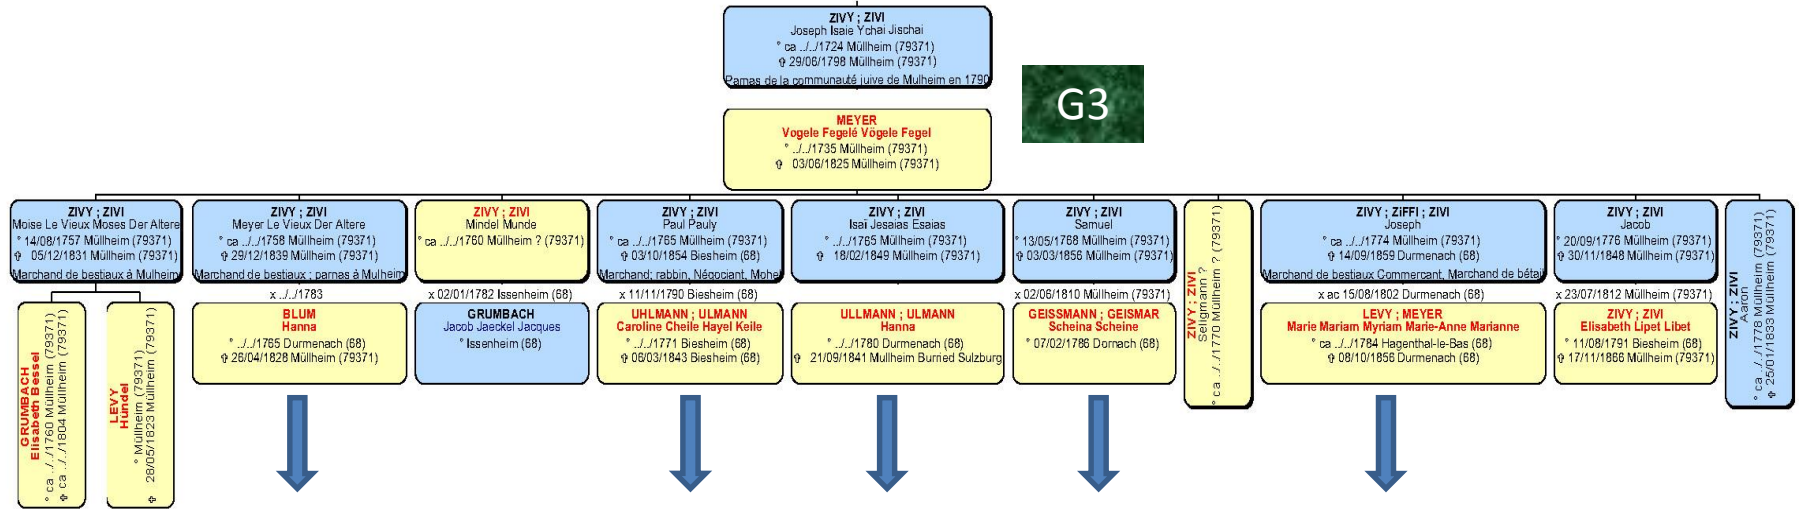 ZIVY ; ZIVI
Joseph Isaie Ychai Jischai
° ca ../../1724 Müllheim (79371)
✞ 29/06/1798 Müllheim (79371)
Parnas de la communauté juive de Mulheim en 1790
G3
MEYER
Vogele Fegelé Vögele Fegel
° ../../1735 Müllheim (79371)
✞ 03/06/1825 Müllheim (79371)
ZIVY ; ZIVI
Moise Le Vieux Moses Der Altere
° 14/08/1757 Müllheim (79371)
✞ 05/12/1831 Müllheim (79371)
Marchand de bestiaux à Mulheim
GRUMBACH
Elisabeth Bessel
° ca ../../1760 Müllheim (79371)
✞ ca ../../1804 Müllheim (79371)
LEVY
Hündel
° Müllheim (79371)
✞ 28/05/1823 Müllheim (79371)
ZIVY ; ZIVI
Meyer Le Vieux Der Altere
° ca ../../1758 Müllheim (79371)
✞ 29/12/1839 Müllheim (79371)
Marchand de bestiaux ; parnas à Mulheim
x ../../1783
BLUM
Hanna
° ../../1765 Durmenach (68)
✞ 26/04/1828 Müllheim (79371)
ZIVY ; ZIVI
Mindel Munde
° ca ../../1760 Müllheim ? (79371)
x 02/01/1782 Issenheim (68)
GRUMBACH
Jacob Jaeckel Jacques
° Issenheim (68)
ZIVY ; ZIVI
Paul Pauly
° ca ../../1765 Müllheim (79371)
✞ 03/10/1854 Biesheim (68)
Marchand; rabbin, Négociant, Mohel
x 11/11/1790 Biesheim (68)
UHLMANN ; ULMANN
Caroline Cheile Hayel Keile
° ../../1771 Biesheim (68)
✞ 06/03/1843 Biesheim (68)
ZIVY ; ZIVI
Isaï Jesaias Esaias
° ../../1765 Müllheim (79371)
✞ 18/02/1849 Müllheim (79371)
ULLMANN ; ULMANN
Hanna
° ../../1780 Durmenach (68)
✞ 21/09/1841 Mullheim Burried Sulzburg
ZIVY ; ZIVI
Samuel
° 13/05/1768 Müllheim (79371)
✞ 03/03/1856 Müllheim (79371)
x 02/06/1810 Müllheim (79371)
GEISSMANN ; GEISMAR
Scheina Scheine
° 07/02/1786 Dornach (68)
ZIVY ; ZIVI
Seligmann ?
° ca ../../1770 Müllheim ? (79371)
ZIVY ; ZiFFI ; ZIVI
Joseph
° ca ../../1774 Müllheim (79371)
✞ 14/09/1859 Durmenach (68)
Marchand de bestiaux Commercant, Marchand de bétail
x ac 15/08/1802 Durmenach (68)
LEVY ; MEYER
Marie Mariam Myriam Marie-Anne Marianne
° ca ../../1784 Hagenthal-le-Bas (68)
✞ 08/10/1856 Durmenach (68)
ZIVY ; ZIVI
Jacob
° 20/09/1776 Müllheim (79371)
✞ 30/11/1848 Müllheim (79371)
x 23/07/1812 Müllheim (79371)
ZIVY ; ZIVI
Elisabeth Lipet Libet
° 11/08/1791 Biesheim (68)
✞ 17/11/1866 Müllheim (79371)
ZIVY ; ZIVI
Aaron
° ca ../../1778 Müllheim (79371)
✞ 25/01/1833 Müllheim (79371)